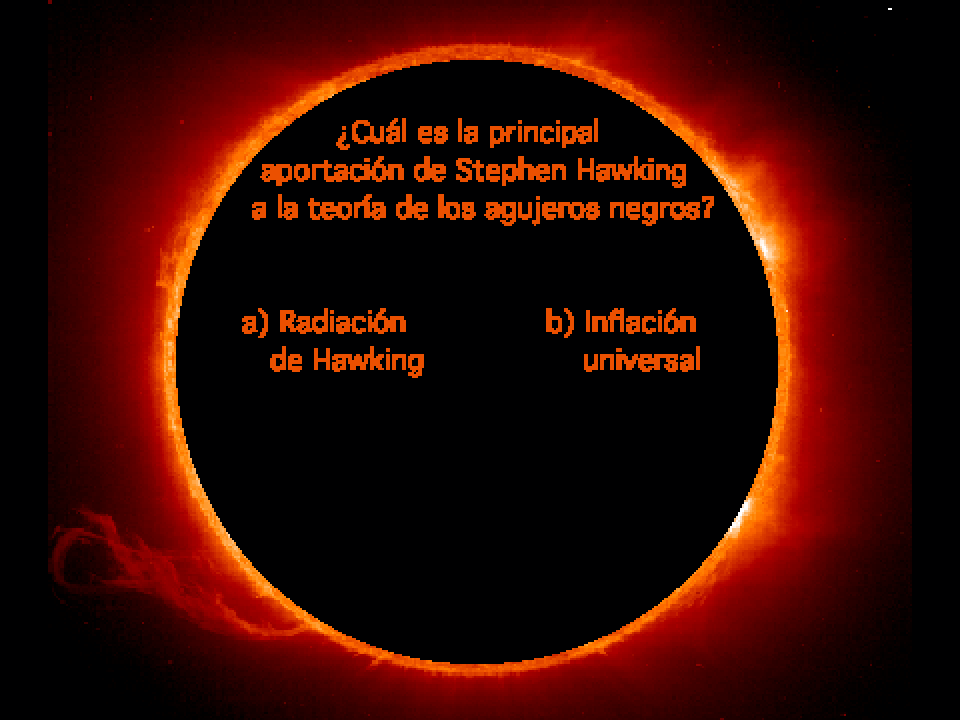 ¿Cuál es la principal
aportación de Stephen Hawking
a la teoría de los agujeros negros?
a) Radiación
de Hawking
b) Inflación
universal